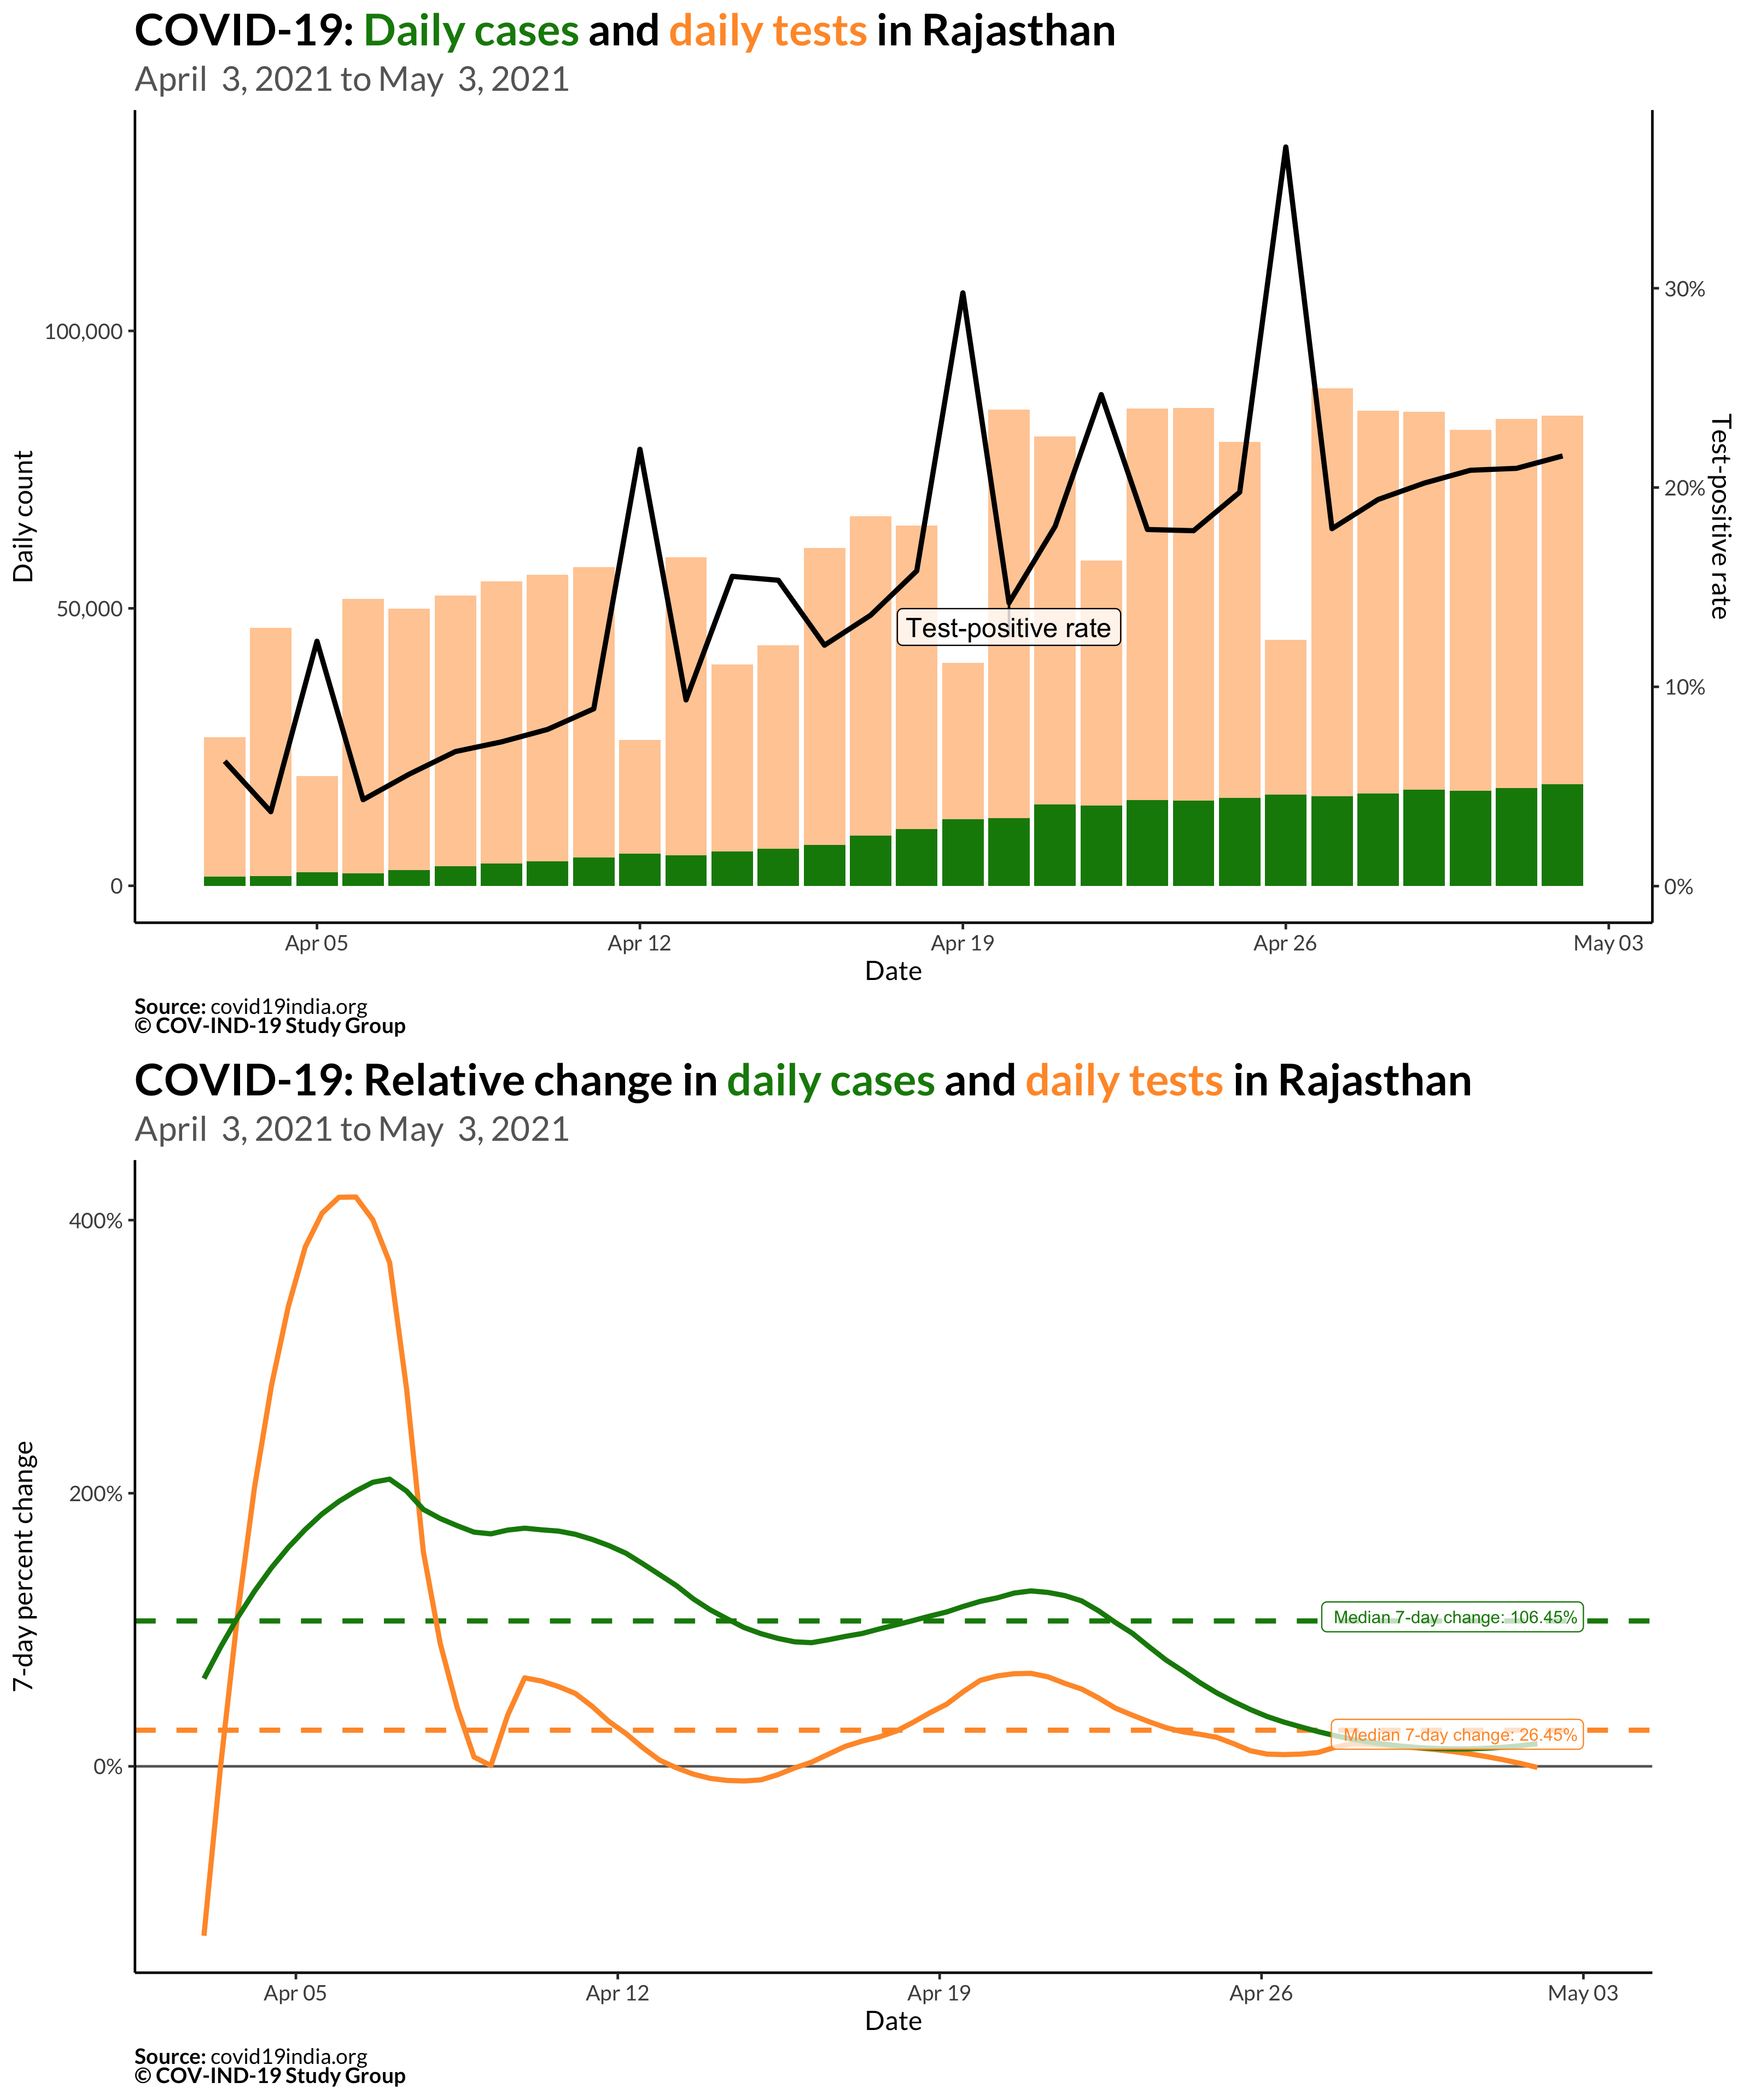 COVID-19: Daily cases and daily tests in Rajasthan
April 3, 2021 to May 3, 2021
Daily count
100,000
50,000
0
Test-positive rate
30%
20%
10%
0%
Test-positive rate
Apr 05
Apr 12
Apr 19
Apr 26
May 03
Date
Source: covid19india.org
© COV-IND-19 Study Group
COVID-19: Relative change in daily cases and daily tests in Rajasthan
April 3, 2021 to May 3, 2021
7-day percent change
400%
200%
0%
Median 7-day change: 106.45%
Median 7-day change: 26.45%
Apr 05
Apr 12
Apr 19
Apr 26
May 03
Date
Source: covid19india.org
© COV-IND-19 Study Group